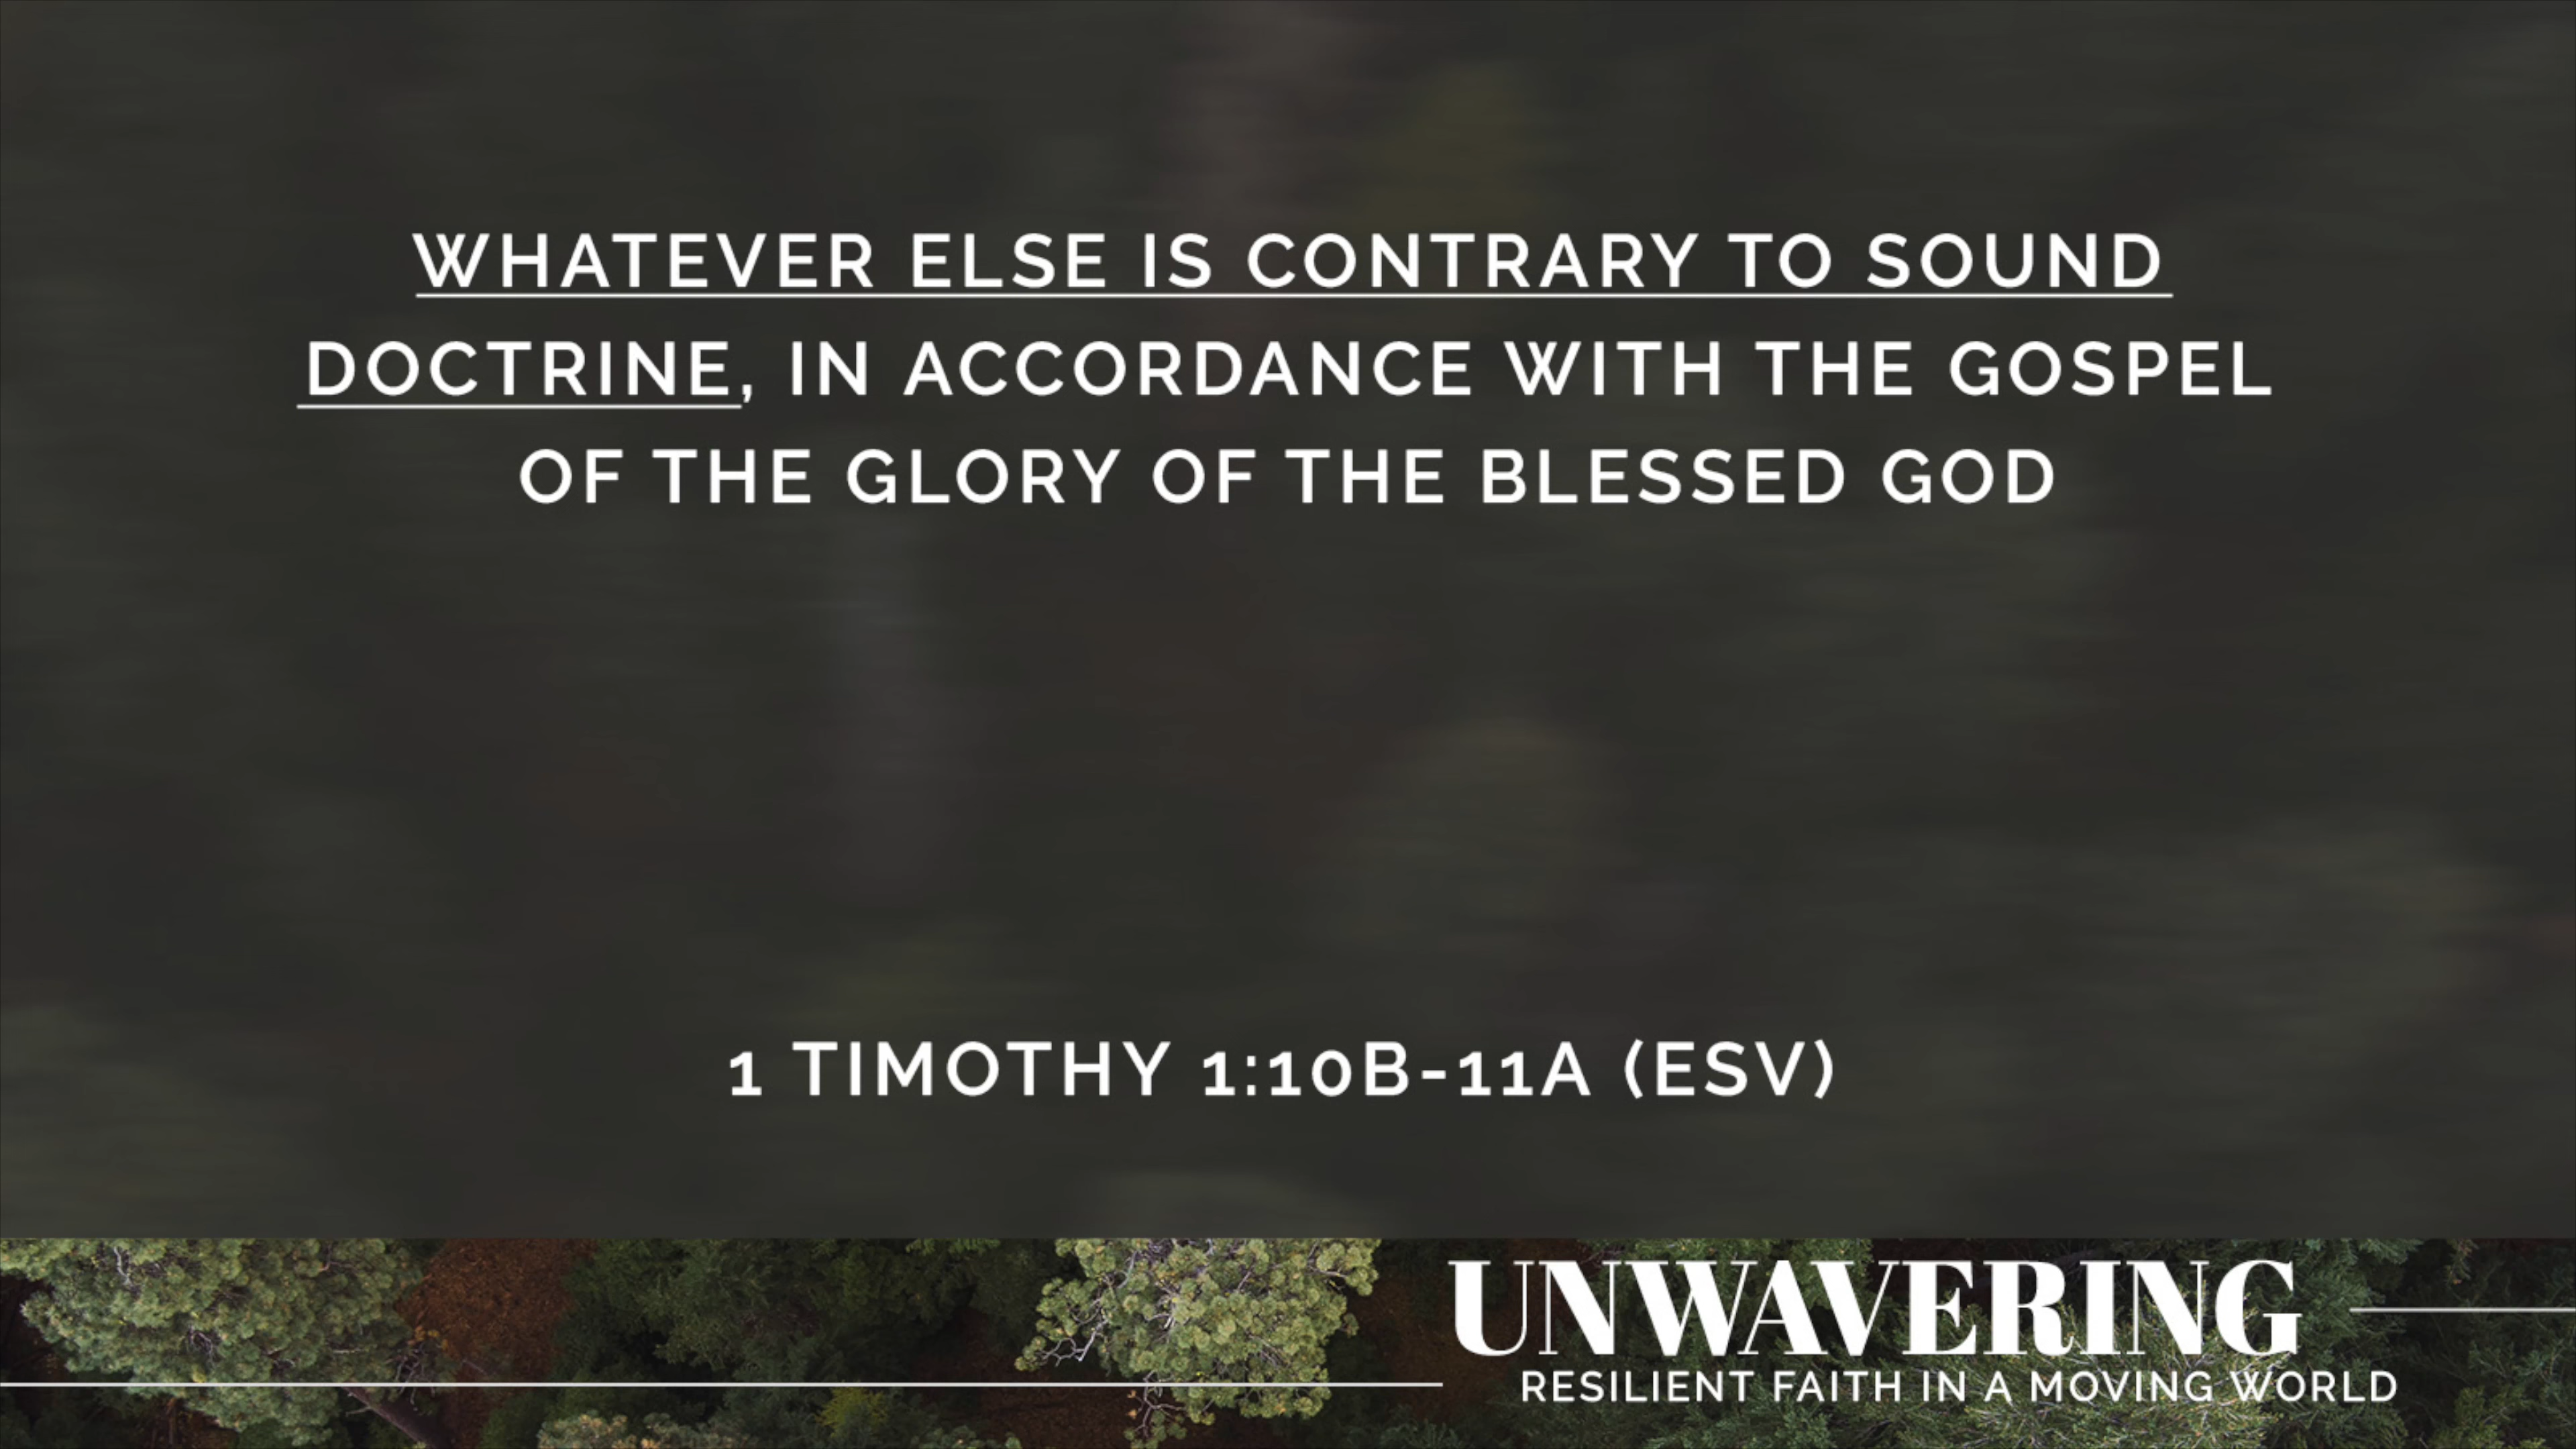 WHATEVER ELSE IS CONTRARY TO SOUND
DOCTRINE, IN ACCORDANCE WITH THE GOSPEL
OF THE GLORY OF THE BLESSED GOD
1 TIMOTHY 1:10B-11A (ESV)
UNWAVERING
RESILIENT FAITH IN A MOVING WORLD